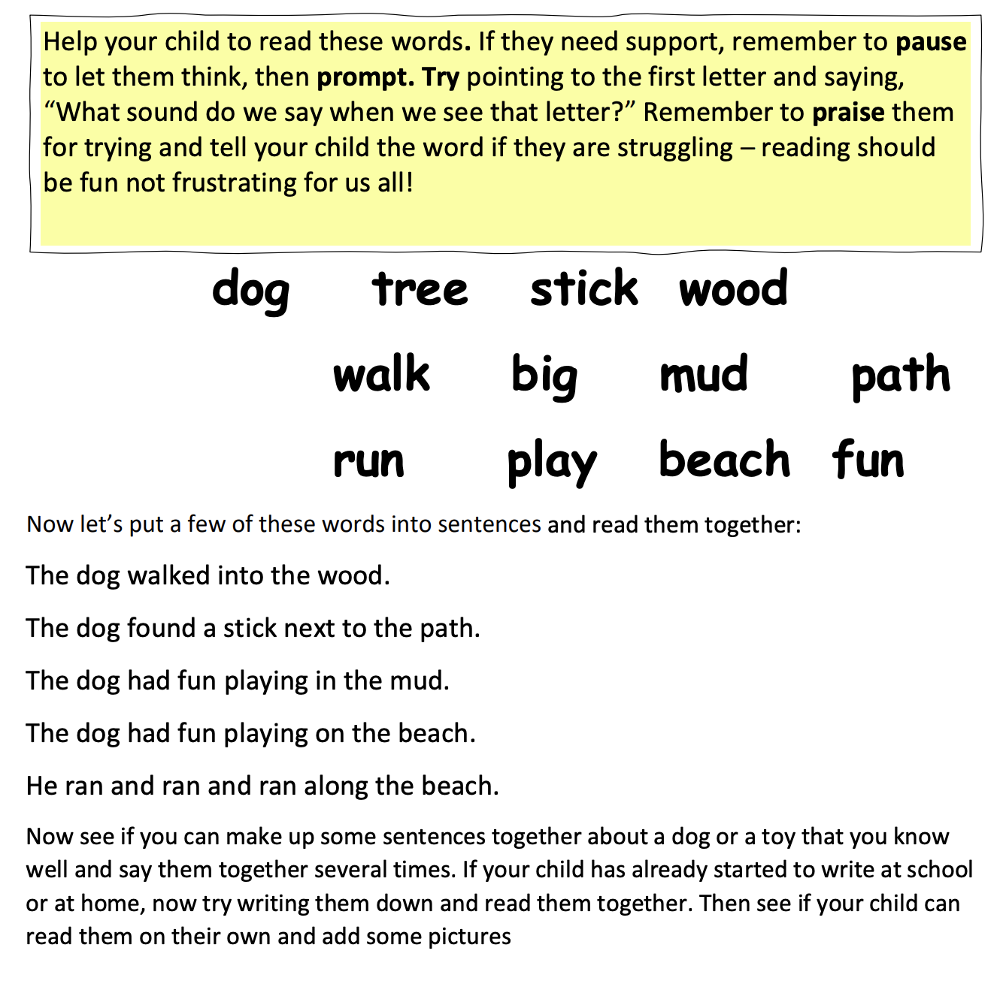 Help your child to read these words. If they need support, remember to pause
to let them think, then prompt. Try pointing to the first letter and saying,
“What sound do we say when we see that letter?” Remember to praise them
for trying and tell your child the word if they are struggling – reading should
be fun not frustrating for us all!
dog tree stick wood
walk big mud path
run play beach fun
Now let’s put a few of these words into sentences and read them together:
The dog walked into the wood.
The dog found a stick next to the path.
The dog had fun playing in the mud.
The dog had fun playing on the beach.
He ran and ran and ran along the beach.
Now see if you can make up some sentences together about a dog or a toy that you know
well and say them together several times. If your child has already started to write at school
or at home, now try writing them down and read them together. Then see if your child can
read them on their own and add some pictures